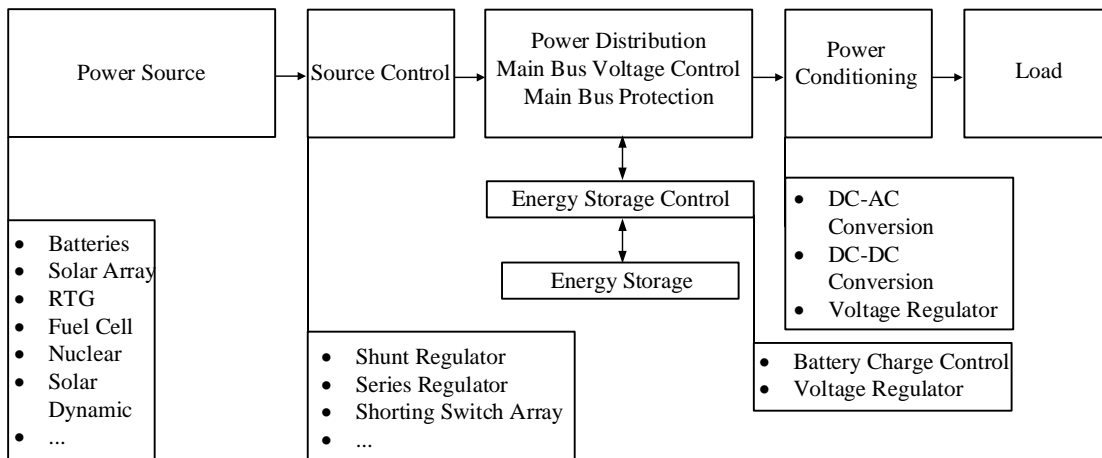 Power Source
Source Control
Power Distribution
Main Bus Voltage Control
Main Bus Protection
Power
Conditioning
Load
Energy Storage Control
Energy Storage
• Batteries
• Solar Array
• RTG
• Fuel Cell
• Nuclear
• Solar
Dynamic
• ...
• Shunt Regulator
• Series Regulator
• Shorting Switch Array
• ...
• DC-AC
Conversion
• DC-DC
Conversion
• Voltage Regulator
• Battery Charge Control
• Voltage Regulator